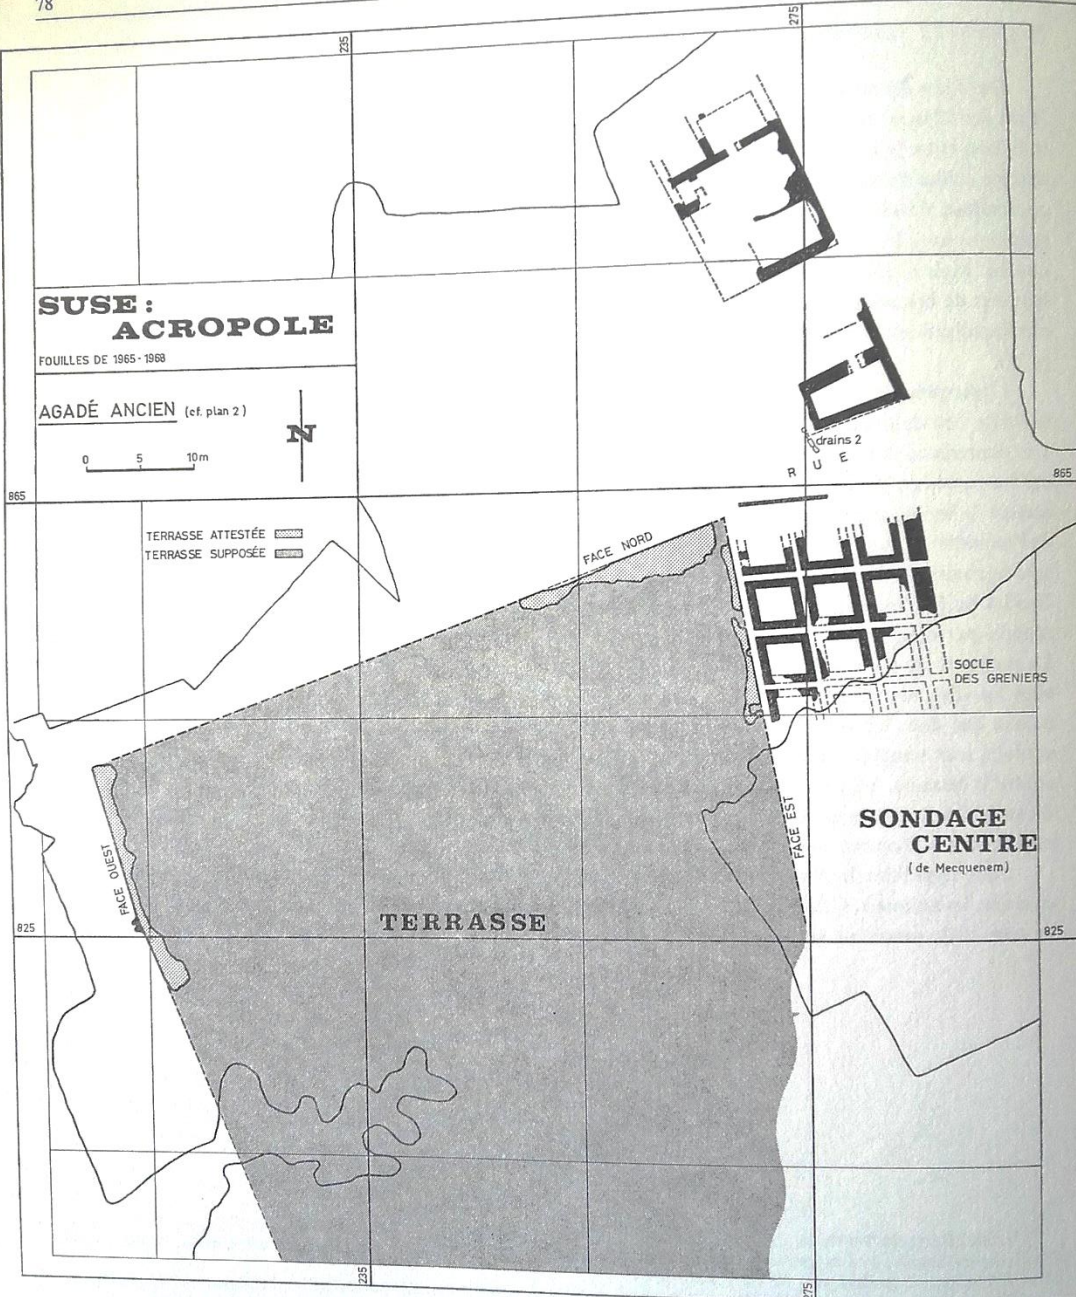 78
235
275
SUSE :
ACROPOLE
FOUILLES DE 1965-1968
AGADÉ ANCIEN (cf. plan 2)
N
0 5 10m
drains 2
RUE
865
865
TERRASSE ATTESTÉE
TERRASSE SUPPOSÉE
FACE NORD
SOCLE
DES GRENIERS
FACE OUEST
FACE EST
SONDAGE
CENTRE
(de Mecquenem)
TERRASSE
825
825
235
275